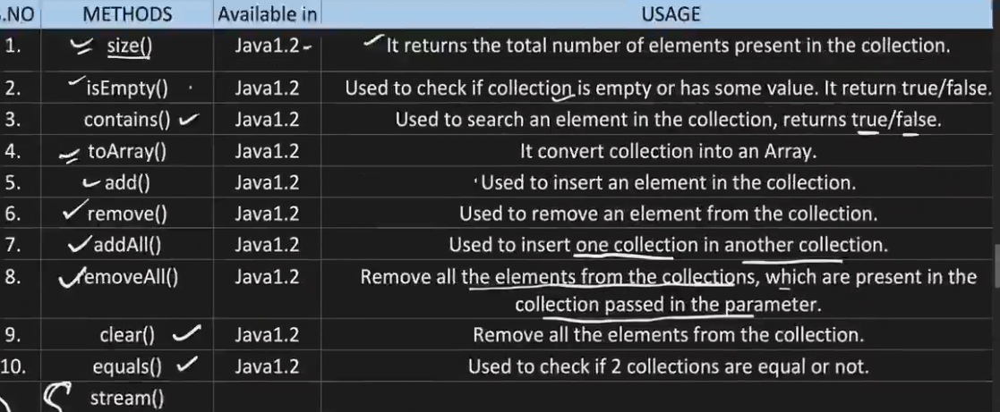 S.NO METHODS Available in USAGE
1. size() Java1.2 It returns the total number of elements present in the collection.
2. isEmpty() Java1.2 Used to check if collection is empty or has some value. It return true/false.
3. contains() Java1.2 Used to search an element in the collection, returns true/false.
4. toArray() Java1.2 It convert collection into an Array.
5. add() Java1.2 Used to insert an element in the collection.
6. remove() Java1.2 Used to remove an element from the collection.
7. addAll() Java1.2 Used to insert one collection in another collection.
8. removeAll() Java1.2 Remove all the elements from the collections, which are present in the
collection passed in the parameter.
9. clear() Java1.2 Remove all the elements from the collection.
10. equals() Java1.2 Used to check if 2 collections are equal or not.
stream()